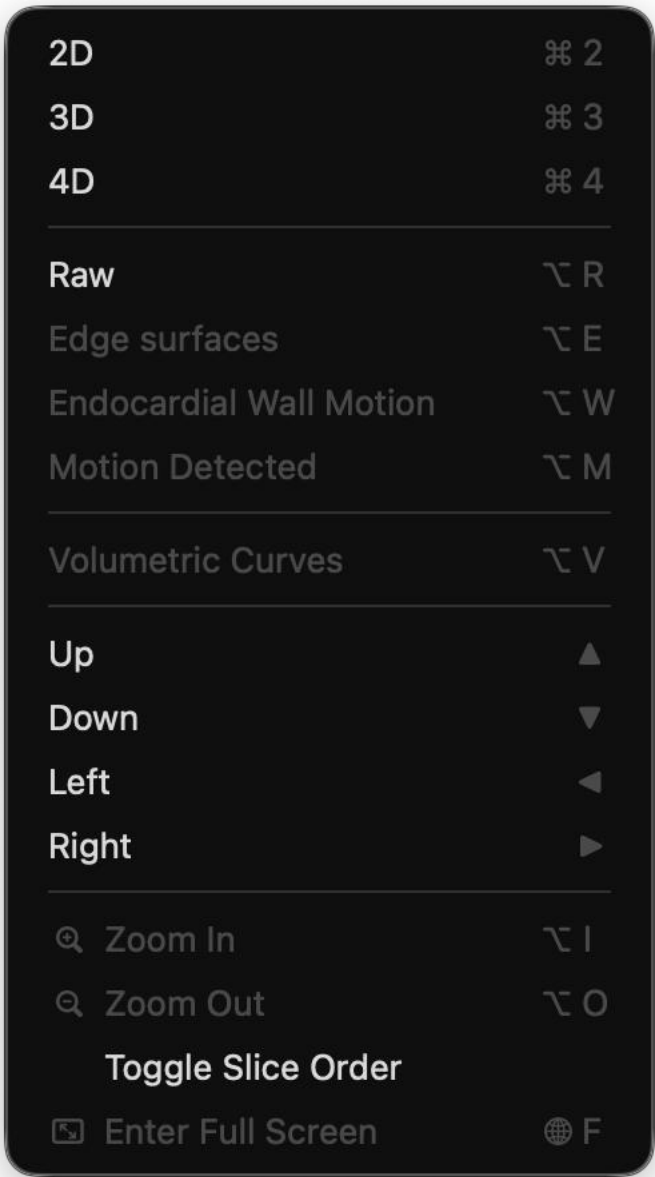 2D ⌘ 2
3D ⌘ 3
4D ⌘ 4
Raw ⌥ R
Edge surfaces ⌥ E
Endocardial Wall Motion ⌥ W
Motion Detected ⌥ M
Volumetric Curves ⌥ V
Up ▲
Down ▼
Left ◀
Right ▶
Zoom In ⌥ I
Zoom Out ⌥ O
Toggle Slice Order
Enter Full Screen 🌐 F